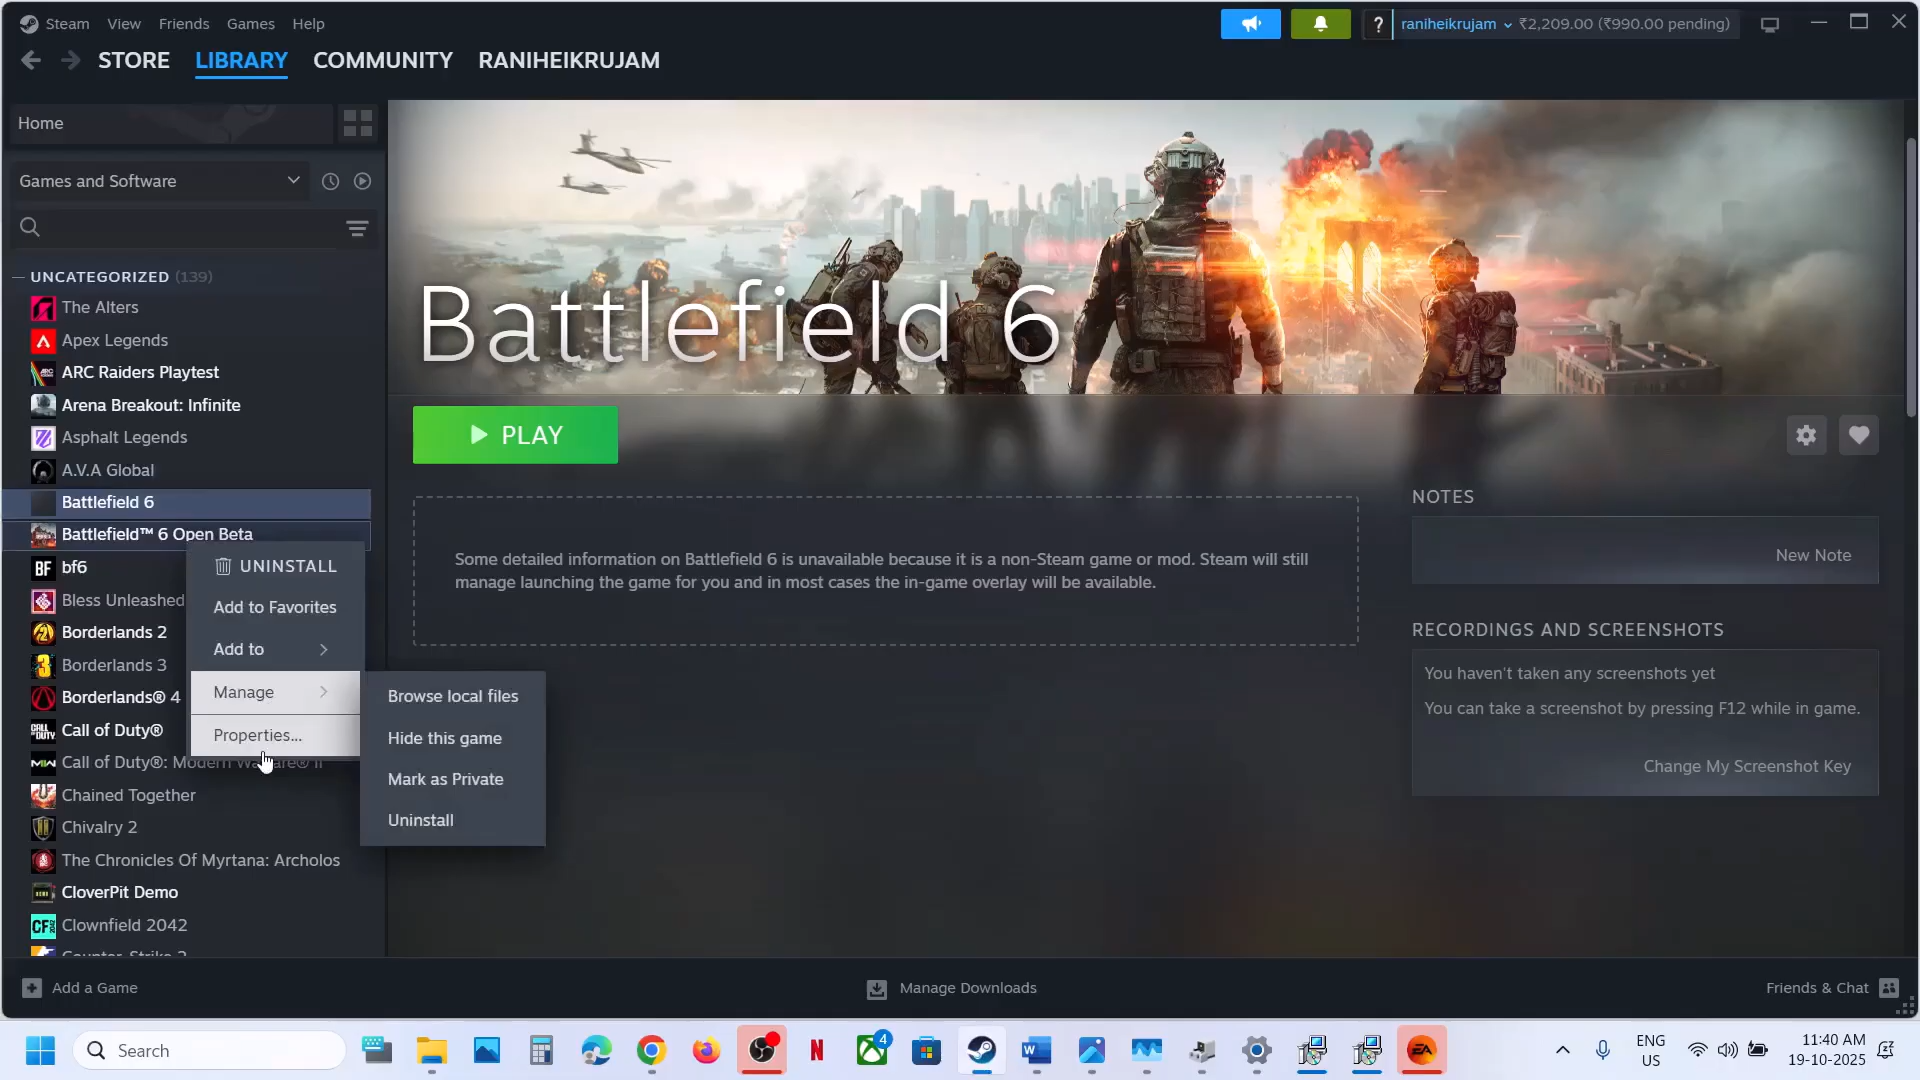 Steam View Friends Games Help
? raniheikrujam ₹2,209.00 (₹990.00 pending)
STORE LIBRARY COMMUNITY RANIHEIKRUJAM
Home
Games and Software
UNCATEGORIZED (139)
The Alters
Apex Legends
ARC Raiders Playtest
Arena Breakout: Infinite
Asphalt Legends
A.V.A Global
Battlefield 6
Battlefield™ 6 Open Beta
bf6
Bless Unleashed
Borderlands 2
Borderlands 3
Borderlands® 4
Call of Duty®
Call of Duty®: Modern Warfare® II
Chained Together
Chivalry 2
The Chronicles Of Myrtana: Archolos
CloverPit Demo
Clownfield 2042
Counter-Strike 2
UNINSTALL
Add to Favorites
Add to
Manage
Properties...
Browse local files
Hide this game
Mark as Private
Uninstall
Battlefield 6
PLAY
Some detailed information on Battlefield 6 is unavailable because it is a non-Steam game or mod. Steam will still
manage launching the game for you and in most cases the in-game overlay will be available.
NOTES
New Note
RECORDINGS AND SCREENSHOTS
You haven't taken any screenshots yet
You can take a screenshot by pressing F12 while in game.
Change My Screenshot Key
Add a Game
Manage Downloads
Friends & Chat
Search
4
ENG
US
11:40 AM
19-10-2025